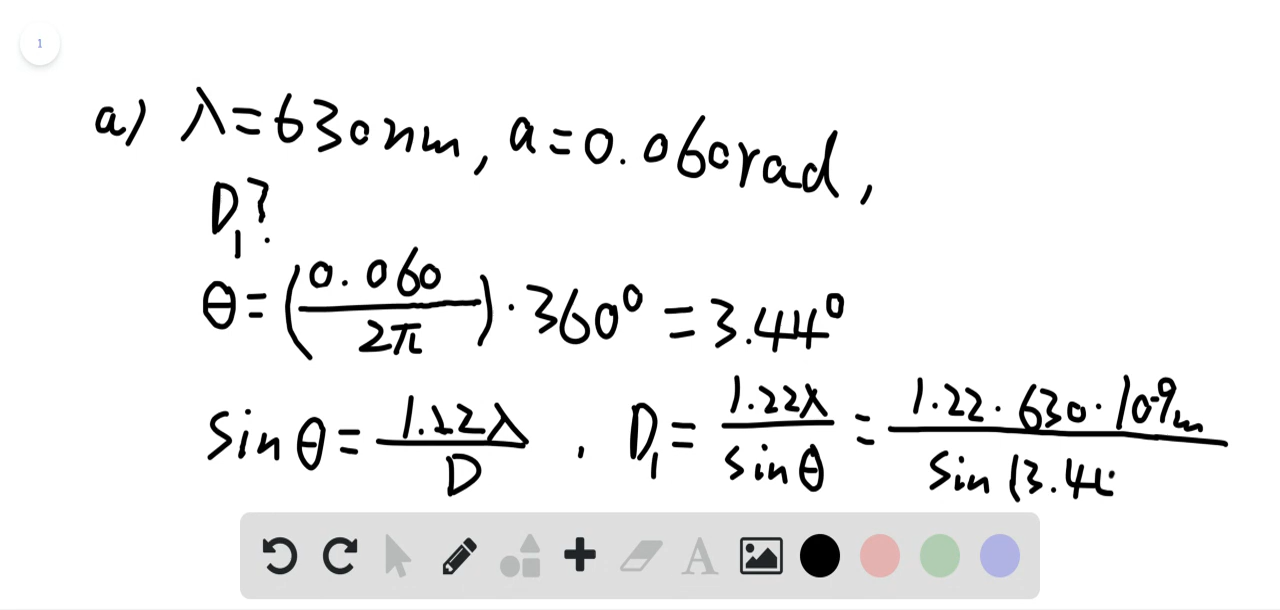 1
a) λ=630nm, a=0.060rad,
D₁?
θ=(0.060/2π)·360°=3.44°
sinθ=1.22λ/D , D₁=1.22λ/sinθ=1.22·630·10⁻⁹m/sin(3.44
A